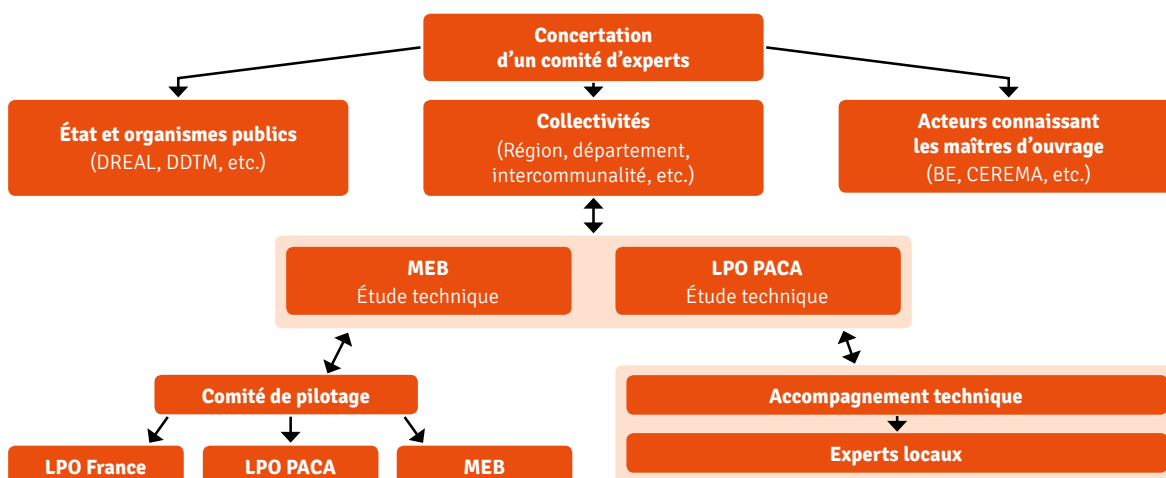 Concertation
d’un comité d’experts
État et organismes publics
(DREAL, DDTM, etc.)
Collectivités
(Région, département,
intercommunalité, etc.)
Acteurs connaissant
les maîtres d’ouvrage
(BE, CEREMA, etc.)
MEB
Étude technique
LPO PACA
Étude technique
Comité de pilotage
LPO France
LPO PACA
MEB
Accompagnement technique
Experts locaux